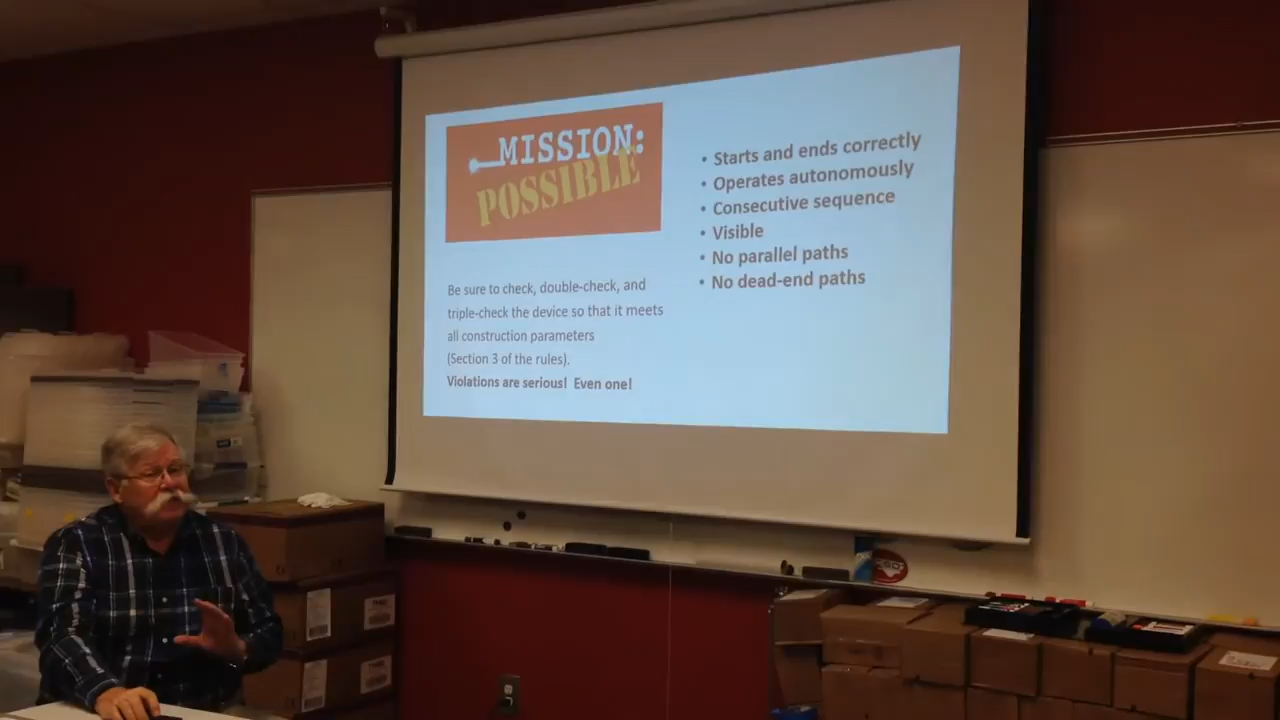 MISSION:
POSSIBLE
Be sure to check, double-check, and
triple-check the device so that it meets
all construction parameters
(Section 3 of the rules).
Violations are serious! Even one!
• Starts and ends correctly
• Operates autonomously
• Consecutive sequence
• Visible
• No parallel paths
• No dead-end paths